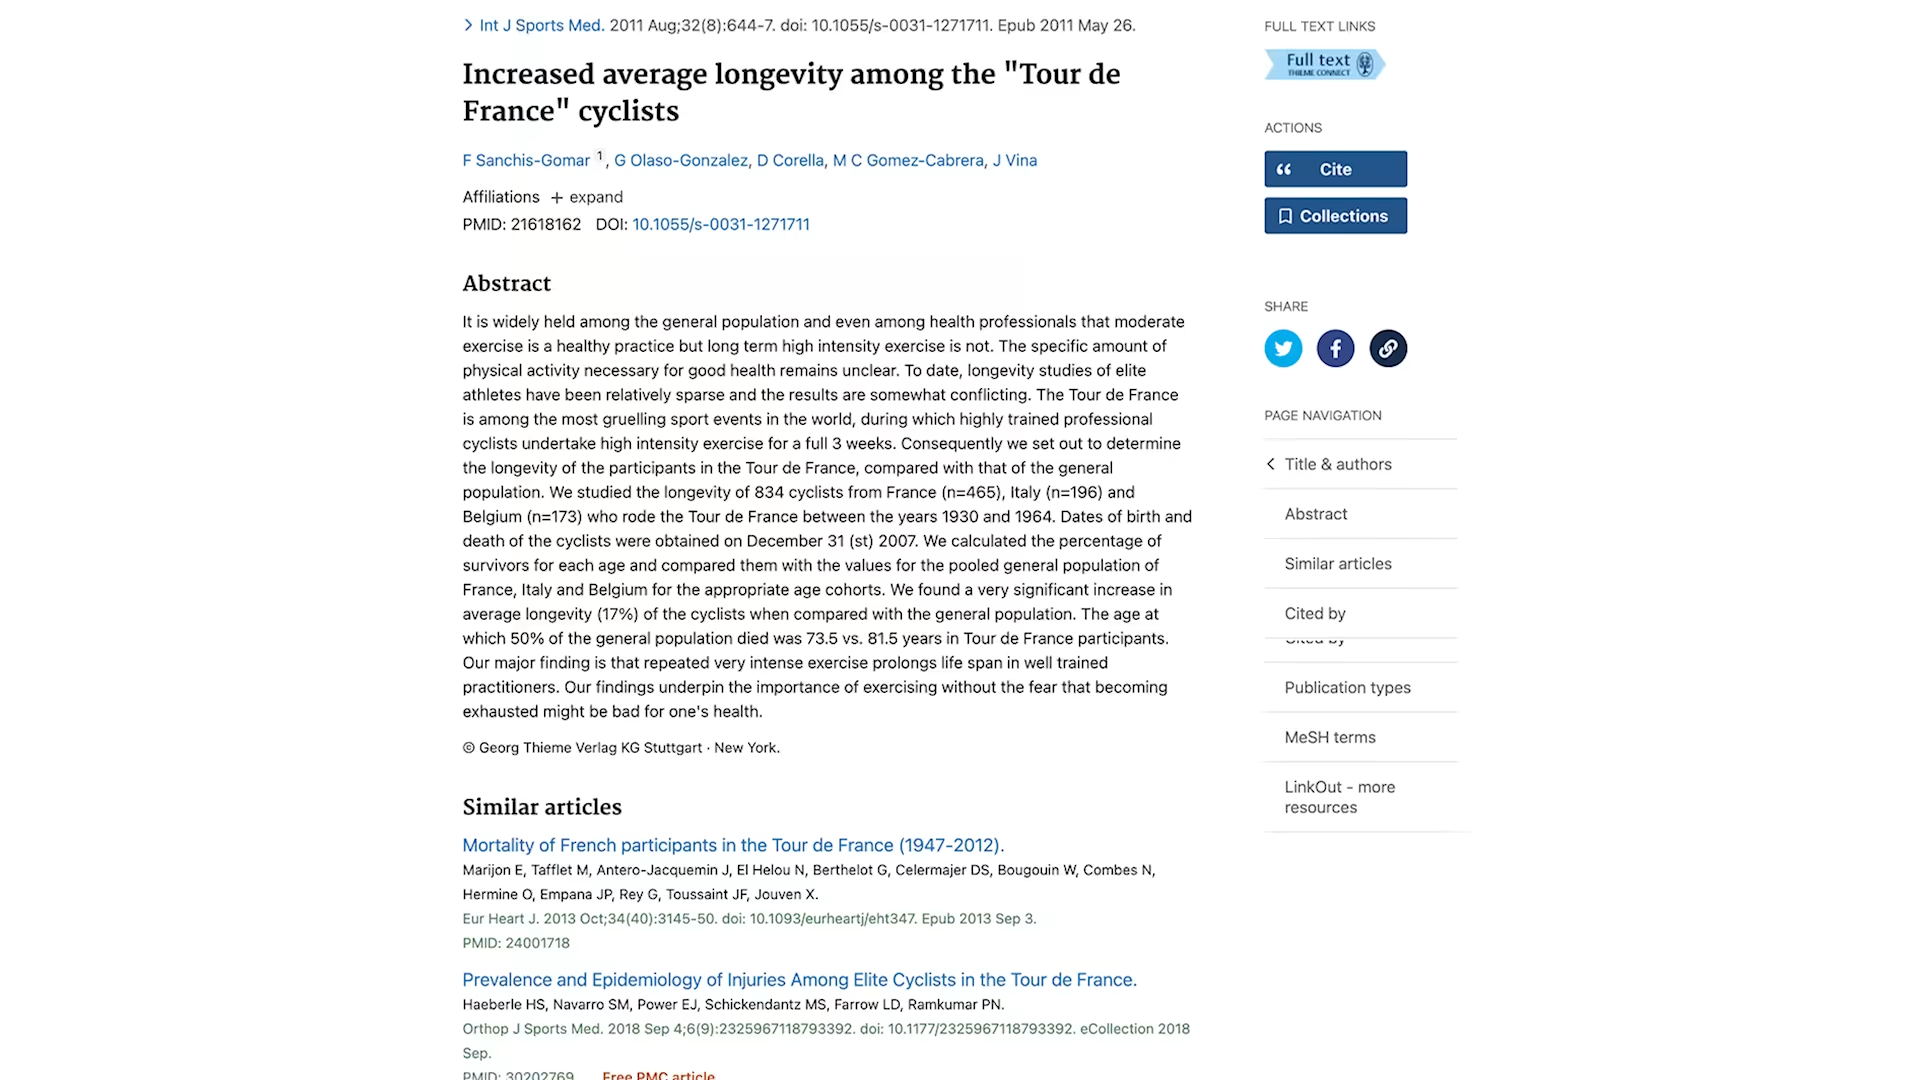 Int J Sports Med. 2011 Aug;32(8):644-7. doi: 10.1055/s-0031-1271711. Epub 2011 May 26.
Increased average longevity among the "Tour de
France" cyclists
F Sanchis-Gomar 1, G Olaso-Gonzalez, D Corella, M C Gomez-Cabrera, J Vina
Affiliations + expand
PMID: 21618162 DOI: 10.1055/s-0031-1271711
Abstract
It is widely held among the general population and even among health professionals that moderate
exercise is a healthy practice but long term high intensity exercise is not. The specific amount of
physical activity necessary for good health remains unclear. To date, longevity studies of elite
athletes have been relatively sparse and the results are somewhat conflicting. The Tour de France
is among the most gruelling sport events in the world, during which highly trained professional
cyclists undertake high intensity exercise for a full 3 weeks. Consequently we set out to determine
the longevity of the participants in the Tour de France, compared with that of the general
population. We studied the longevity of 834 cyclists from France (n=465), Italy (n=196) and
Belgium (n=173) who rode the Tour de France between the years 1930 and 1964. Dates of birth and
death of the cyclists were obtained on December 31 (st) 2007. We calculated the percentage of
survivors for each age and compared them with the values for the pooled general population of
France, Italy and Belgium for the appropriate age cohorts. We found a very significant increase in
average longevity (17%) of the cyclists when compared with the general population. The age at
which 50% of the general population died was 73.5 vs. 81.5 years in Tour de France participants.
Our major finding is that repeated very intense exercise prolongs life span in well trained
practitioners. Our findings underpin the importance of exercising without the fear that becoming
exhausted might be bad for one's health.
© Georg Thieme Verlag KG Stuttgart · New York.
Similar articles
Mortality of French participants in the Tour de France (1947-2012).
Marijon E, Tafflet M, Antero-Jacquemin J, El Helou N, Berthelot G, Celermajer DS, Bougouin W, Combes N,
Hermine O, Empana JP, Rey G, Toussaint JF, Jouven X.
Eur Heart J. 2013 Oct;34(40):3145-50. doi: 10.1093/eurheartj/eht347. Epub 2013 Sep 3.
PMID: 24001718
Prevalence and Epidemiology of Injuries Among Elite Cyclists in the Tour de France.
Haeberle HS, Navarro SM, Power EJ, Schickendantz MS, Farrow LD, Ramkumar PN.
Orthop J Sports Med. 2018 Sep 4;6(9):2325967118793392. doi: 10.1177/2325967118793392. eCollection 2018
Sep.
PMID: 30202769 Free PMC article
FULL TEXT LINKS
Full text
THIEME CONNECT
ACTIONS
Cite
Collections
SHARE
PAGE NAVIGATION
Title & authors
Abstract
Similar articles
Cited by
Cited by
Publication types
MeSH terms
LinkOut - more
resources